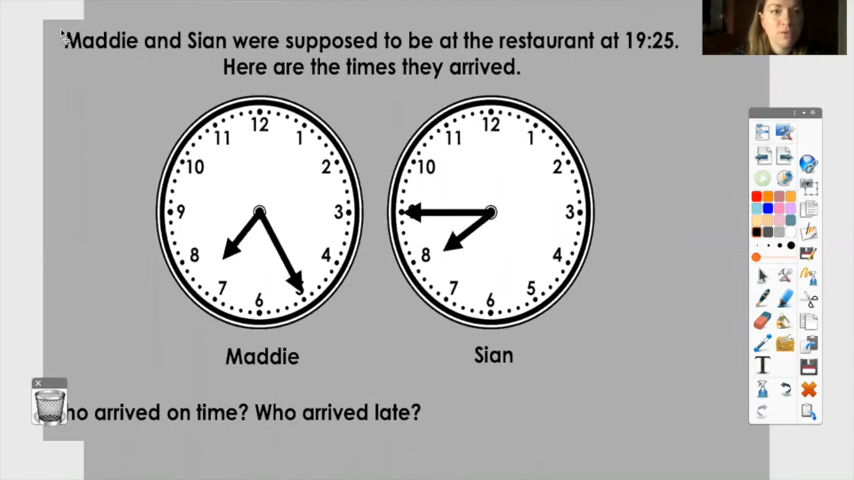 Maddie and Sian were supposed to be at the restaurant at 19:25.
Here are the times they arrived.
12
11 1
10 2
9 3
8 4
7 5
6
12
11 1
10 2
3
8 4
7 5
6
Maddie
Sian
arrived on time? Who arrived late?
T